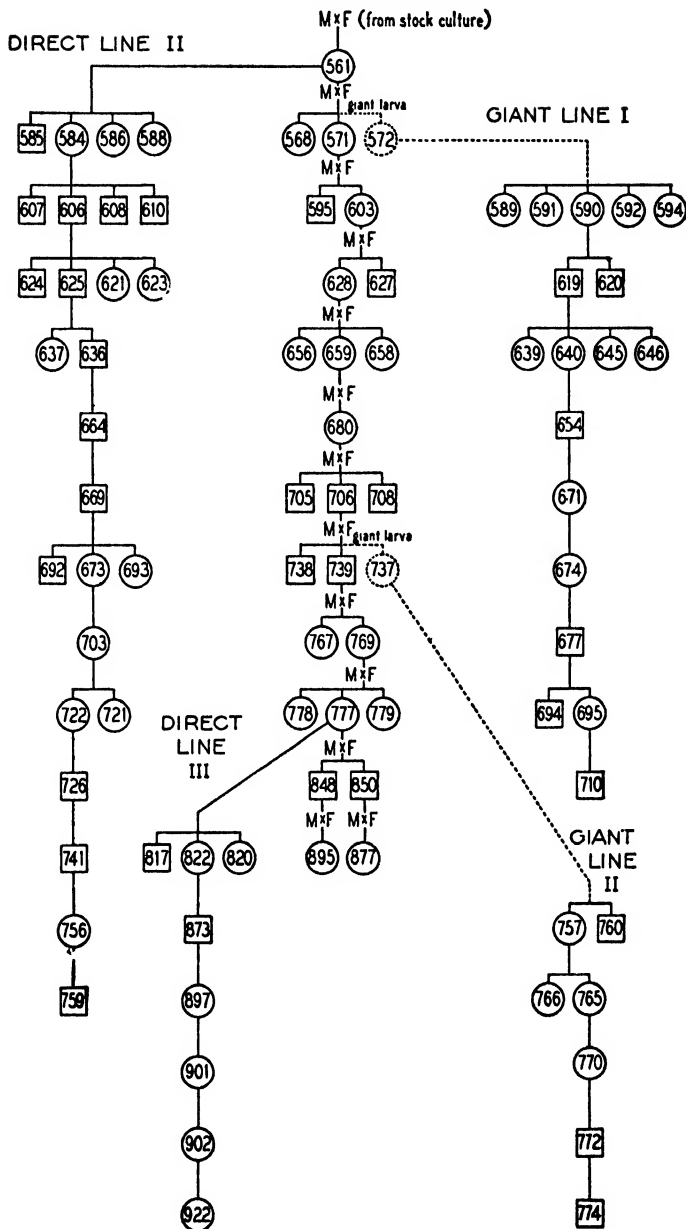 M×F (from stock culture)
DIRECT LINE II
561
M×F
giant larva
GIANT LINE I
585 584 586 588 568 571 572
M×F
607 606 608 610 595 603 589 591 590 592 594
M×F
624 625 621 623 628 627 619 620
M×F
637 636 656 659 658 639 640 645 646
M×F
664 680 654
M×F
669 705 706 708 671
M×F giant larva
692 673 693 738 739 737 674
M×F
703 767 769 677
M×F
722 721 778 777 779 694 695
DIRECT
LINE
III
M×F
726 848 850 710
M×F M×F
741 817 822 820 895 877
GIANT
LINE
II
756 873 757 760
759 897 766 765
901 770
902 772
922 774